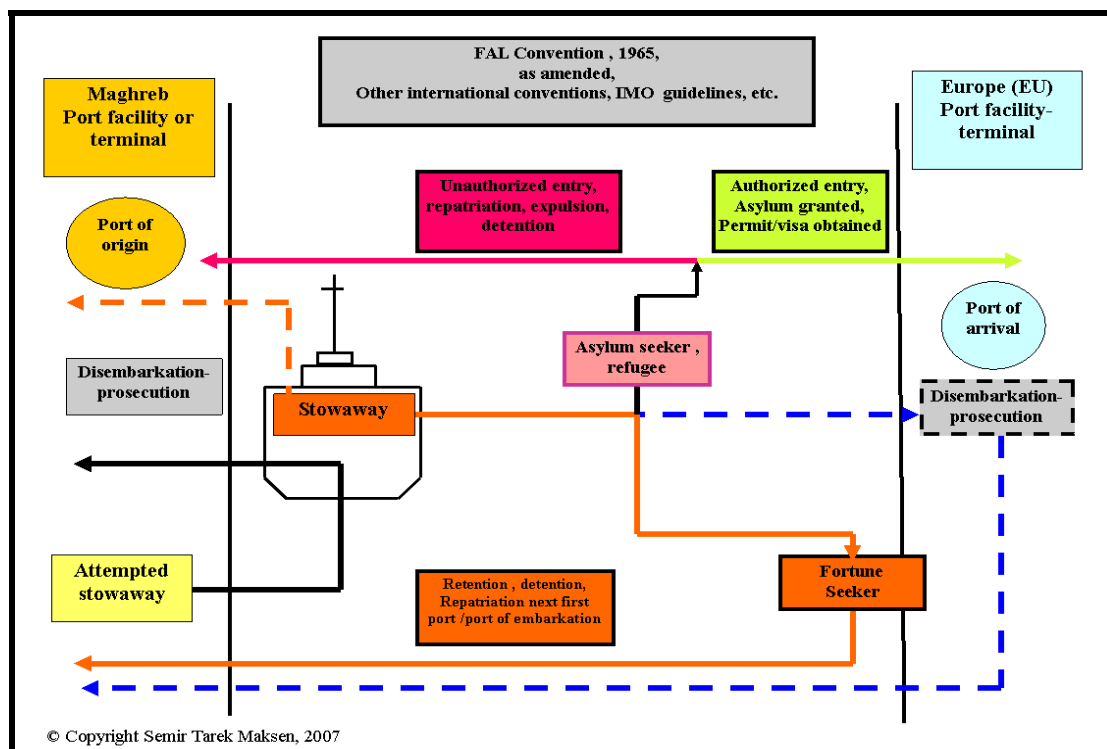 FAL Convention , 1965,
as amended,
Other international conventions, IMO guidelines, etc.
Maghreb
Port facility or
terminal
Europe (EU)
Port facility-
terminal
Unauthorized entry,
repatriation, expulsion,
detention
Authorized entry,
Asylum granted,
Permit/visa obtained
Port of
origin
Port of
arrival
Asylum seeker ,
refugee
Disembarkation-
prosecution
Stowaway
Disembarkation-
prosecution
Attempted
stowaway
Retention , detention,
Repatriation next first
port /port of embarkation
Fortune
Seeker
© Copyright Semir Tarek Maksen, 2007